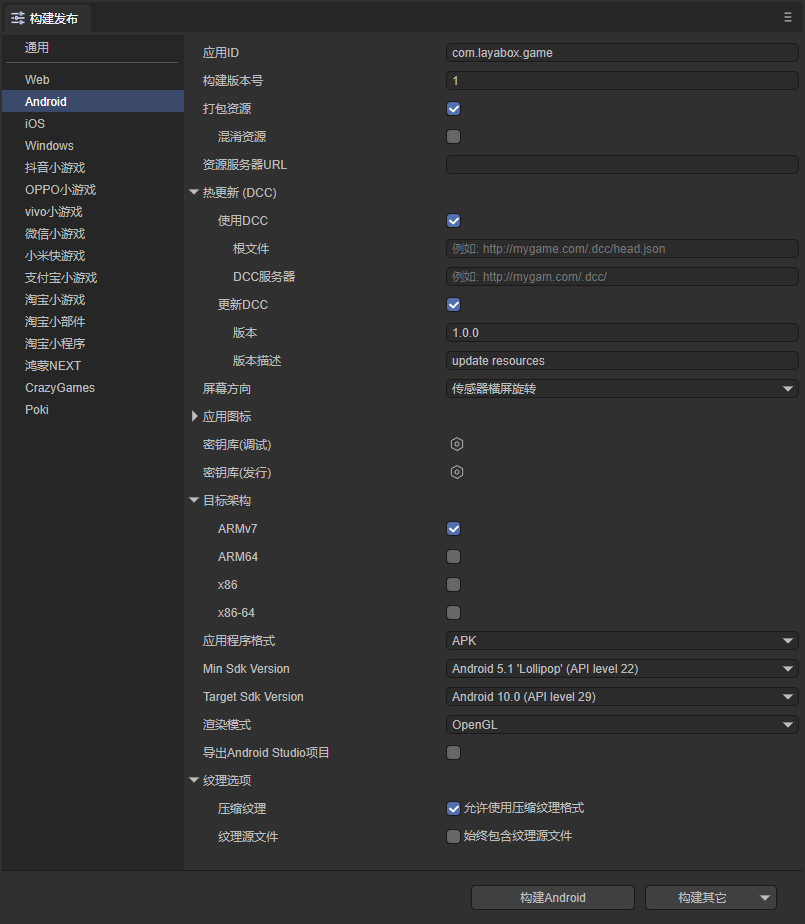 构建发布
通用
Web
Android
iOS
Windows
抖音小游戏
OPPO小游戏
vivo小游戏
微信小游戏
小米快游戏
支付宝小游戏
淘宝小游戏
淘宝小部件
淘宝小程序
鸿蒙NEXT
CrazyGames
Poki
应用ID com.layabox.game
构建版本号 1
打包资源
混淆资源
资源服务器URL
热更新 (DCC)
使用DCC
根文件 例如: http://mygame.com/.dcc/head.json
DCC服务器 例如: http://mygam.com/.dcc/
更新DCC
版本 1.0.0
版本描述 update resources
屏幕方向 传感器横屏旋转
应用图标
密钥库(调试)
密钥库(发行)
目标架构
ARMv7
ARM64
x86
x86-64
应用程序格式 APK
Min Sdk Version Android 5.1 'Lollipop' (API level 22)
Target Sdk Version Android 10.0 (API level 29)
渲染模式 OpenGL
导出Android Studio项目
纹理选项
压缩纹理 允许使用压缩纹理格式
纹理源文件 始终包含纹理源文件
构建Android 构建其它